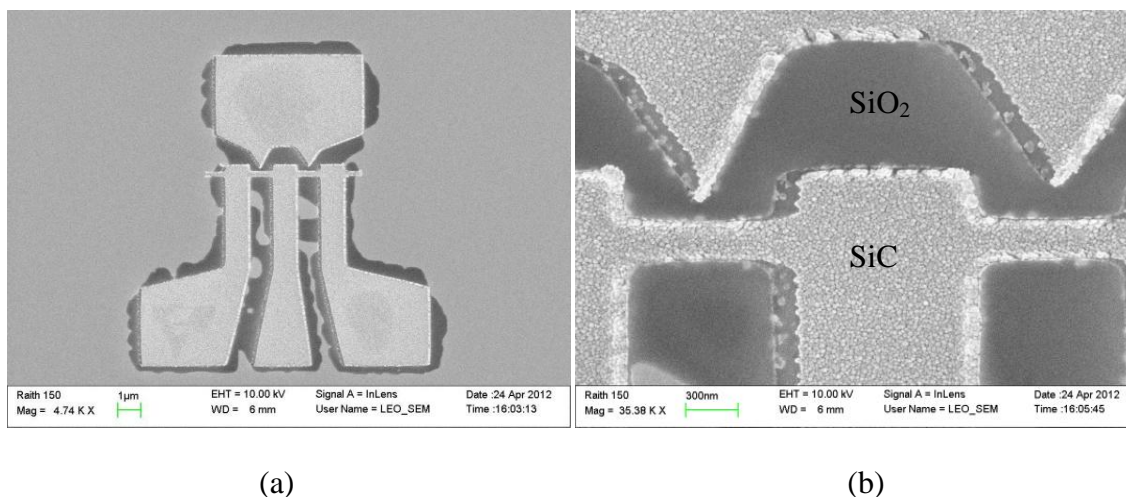 SiO2
SiC
Raith 150 1μm EHT = 10.00 kV Signal A = InLens Date :24 Apr 2012
Mag = 4.74 K X WD = 6 mm User Name = LEO_SEM Time :16:03:13
Raith 150 300nm EHT = 10.00 kV Signal A = InLens Date :24 Apr 2012
Mag = 35.38 K X WD = 6 mm User Name = LEO_SEM Time :16:05:45
(a) (b)